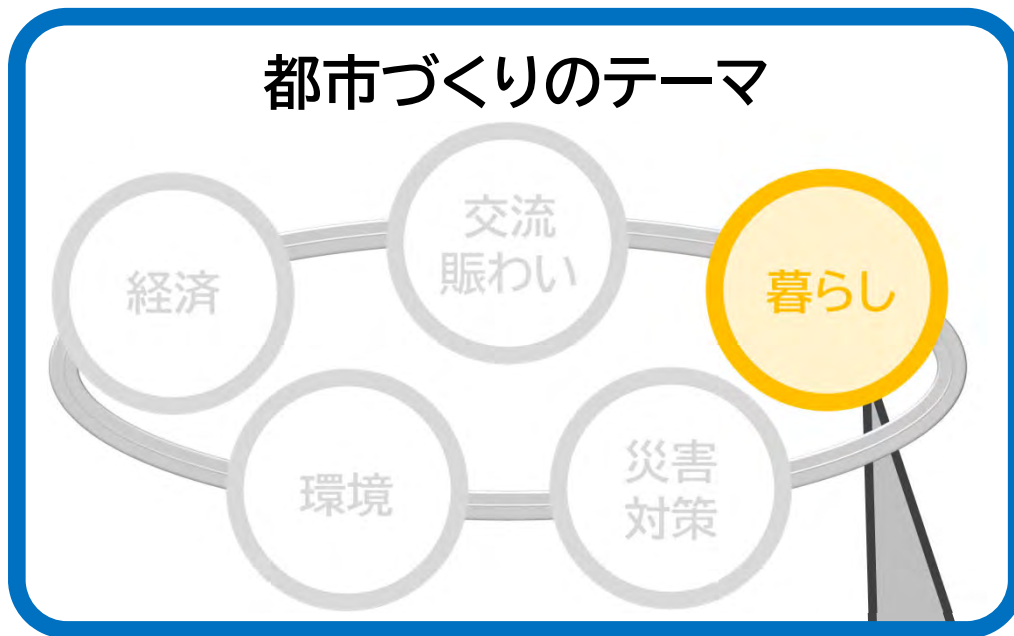 都市づくりのテーマ
経済
交流
賑わい
暮らし
環境
災害
対策